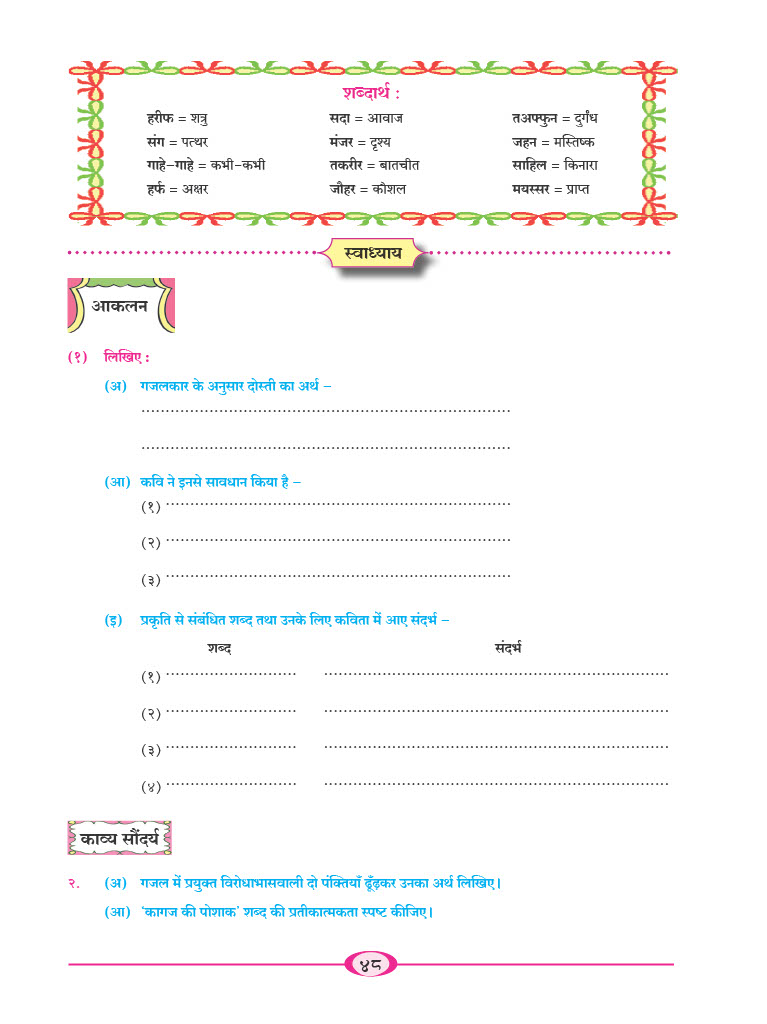 शब्दार्थ :
हरीफ = शत्रु सदा = आवाज तअफ्फुन = दुर्गंध
संग = पत्थर मंजर = दृश्य जहन = मस्तिष्क
गाहे-गाहे = कभी-कभी तकरीर = बातचीत साहिल = किनारा
हर्फ = अक्षर जौहर = कौशल मयस्सर = प्राप्त
स्वाध्याय
आकलन
(१) लिखिए :
(अ) गजलकार के अनुसार दोस्ती का अर्थ –
(आ) कवि ने इनसे सावधान किया है –
(१)
(२)
(३)
(इ) प्रकृति से संबंधित शब्द तथा उनके लिए कविता में आए संदर्भ –
शब्द संदर्भ
(१)
(२)
(३)
(४)
काव्य सौंदर्य
२. (अ) गजल में प्रयुक्त विरोधाभासवाली दो पंक्तियाँ ढूँढ़कर उनका अर्थ लिखिए।
(आ) ‘कागज की पोशाक’ शब्द की प्रतीकात्मकता स्पष्ट कीजिए।
४८